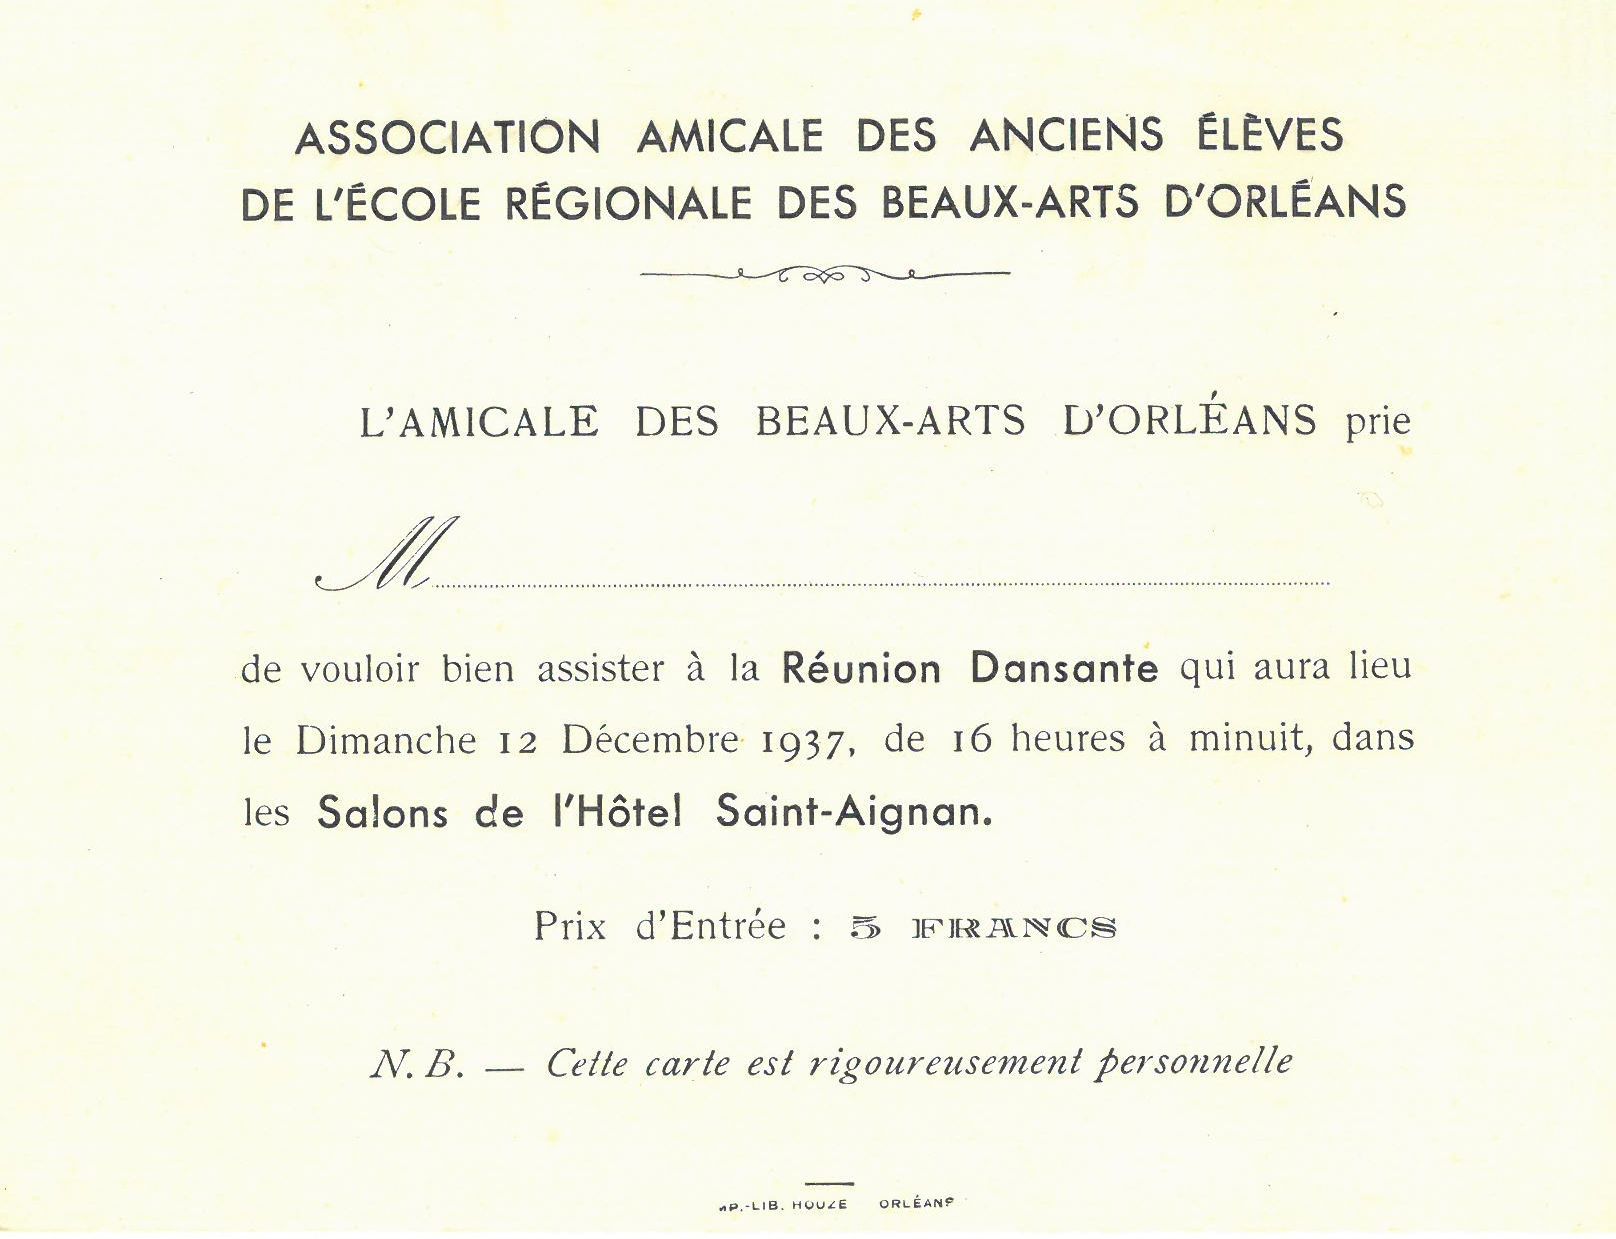 ASSOCIATION AMICALE DES ANCIENS ÉLÈVES
DE L'ÉCOLE RÉGIONALE DES BEAUX-ARTS D'ORLÉANS
L'AMICALE DES BEAUX-ARTS D'ORLÉANS prie
M
de vouloir bien assister à la Réunion Dansante qui aura lieu
le Dimanche 12 Décembre 1937, de 16 heures à minuit, dans
les Salons de l'Hôtel Saint-Aignan.
Prix d'Entrée : 5 FRANCS
N. B. — Cette carte est rigoureusement personnelle
-LIB. HOUZE ORLÉANS